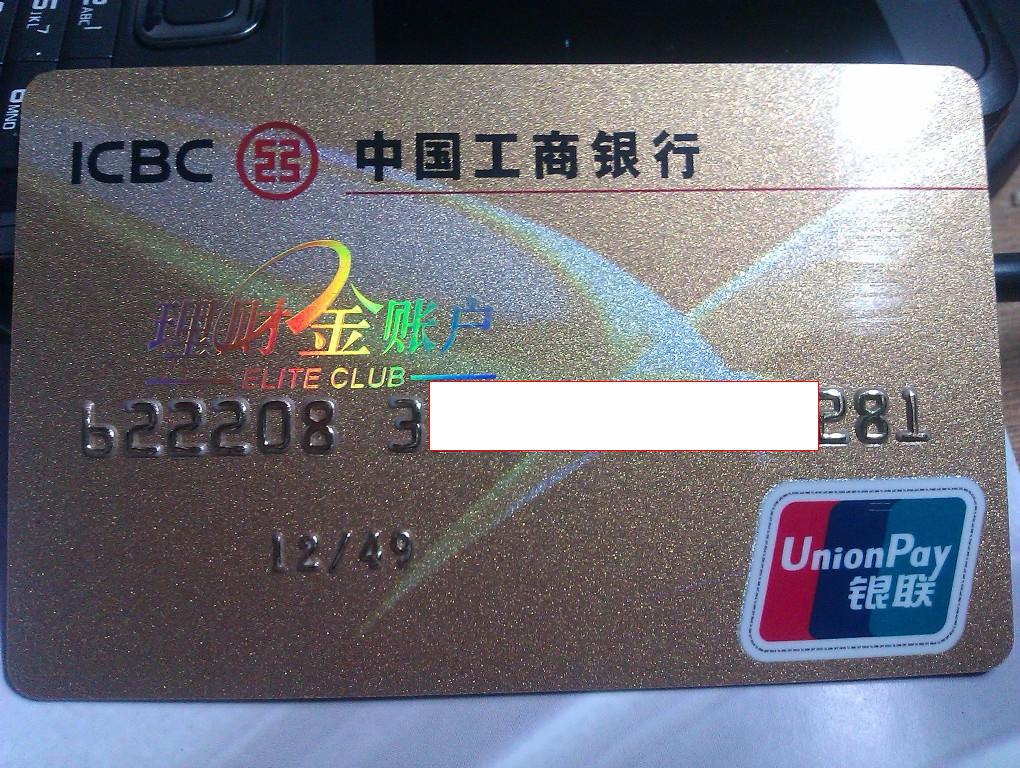 ICBC 中国工商银行
理财金账户
ELITE CLUB
622208 3 281
12/49
UnionPay
银联